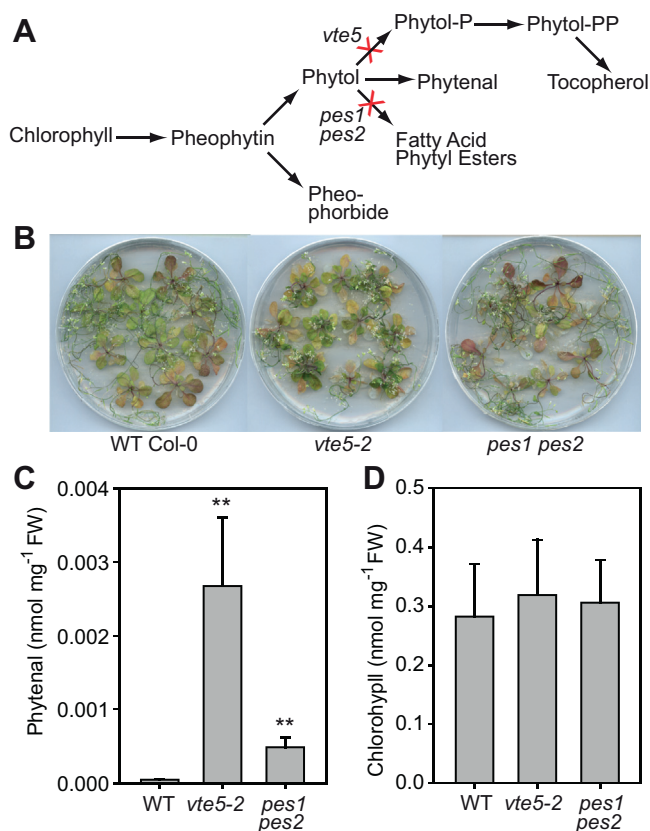 A
vte5
Phytol-P
Phytol-PP
Phytol
Phytenal
Tocopherol
pes1
pes2
Chlorophyll
Pheophytin
Fatty Acid
Phytyl Esters
Pheo-
phorbide
B
WT Col-0
vte5-2
pes1 pes2
C
Phytenal (nmol mg-1 FW)
0.004
0.003
0.002
0.001
0.000
**
**
WT
vte5-2
pes1
pes2
D
Chlorohypll (nmol mg-1 FW)
0.5
0.4
0.3
0.2
0.1
0.0
WT
vte5-2
pes1
pes2